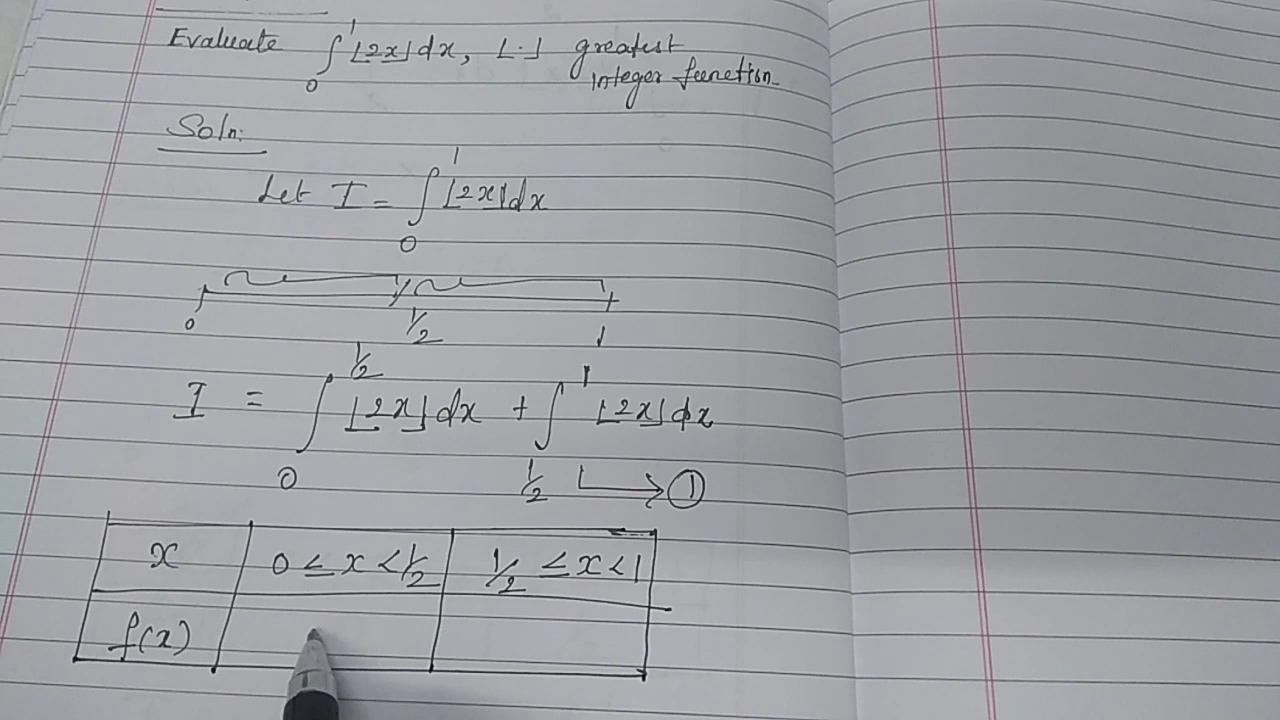 Evaluate ∫₀¹ ⌊2x⌋dx, ⌊.⌋ greatest
integer function
Soln:
Let I = ∫₀¹ ⌊2x⌋dx
0 1/2 1
I = ∫₀^{1/2} ⌊2x⌋dx + ∫_{1/2}^1 ⌊2x⌋dx
→ ①
x 0 ≤ x < 1/2 1/2 ≤ x < 1
f(x)